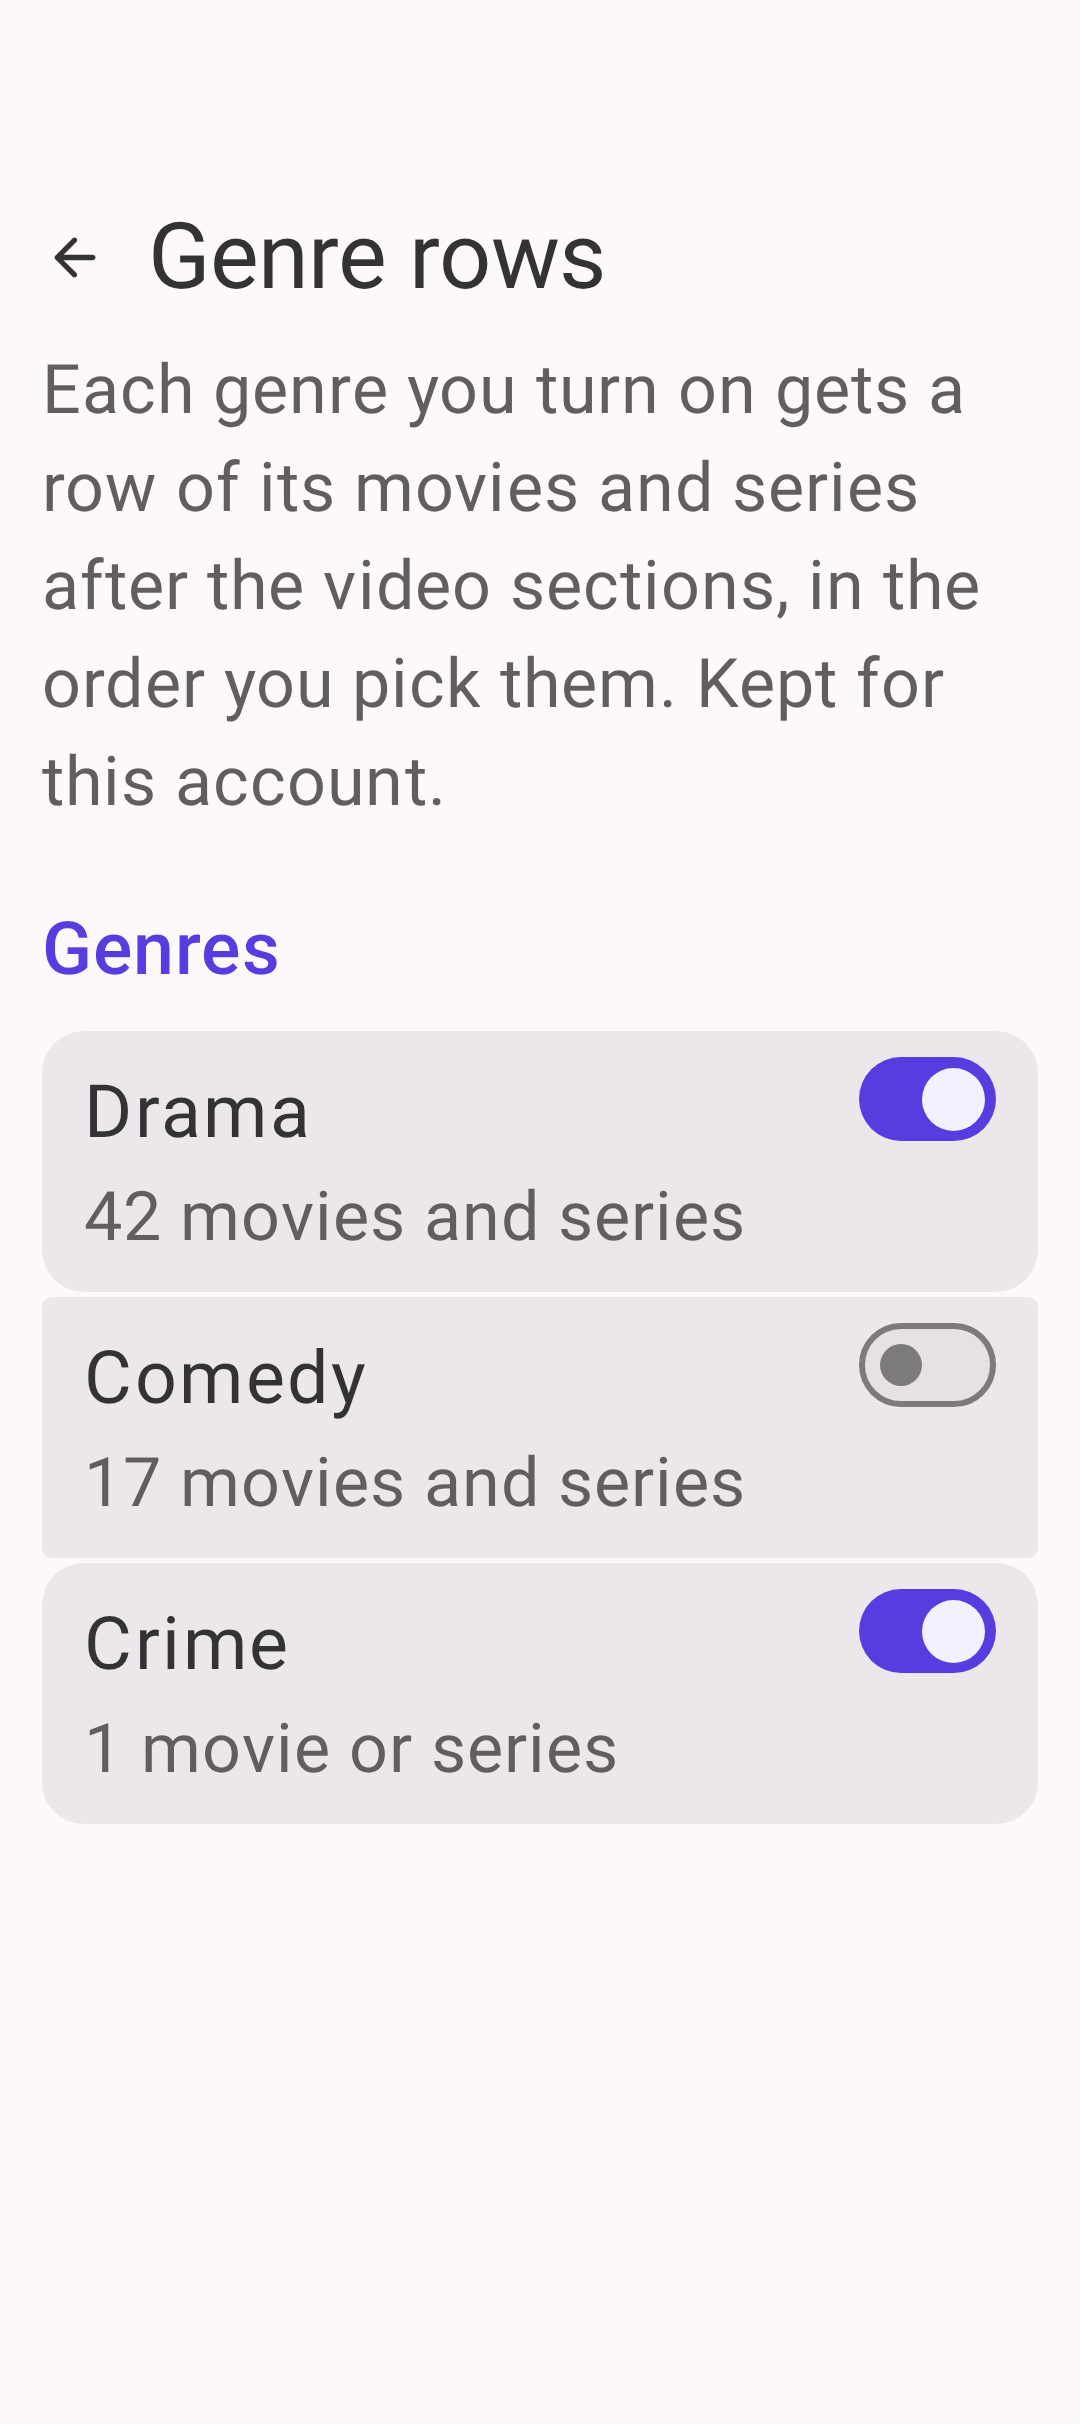 Genre rows
Each genre you turn on gets a
row of its movies and series
after the video sections, in the
order you pick them. Kept for
this account.
Genres
Drama
42 movies and series
Comedy
17 movies and series
Crime
1 movie or series